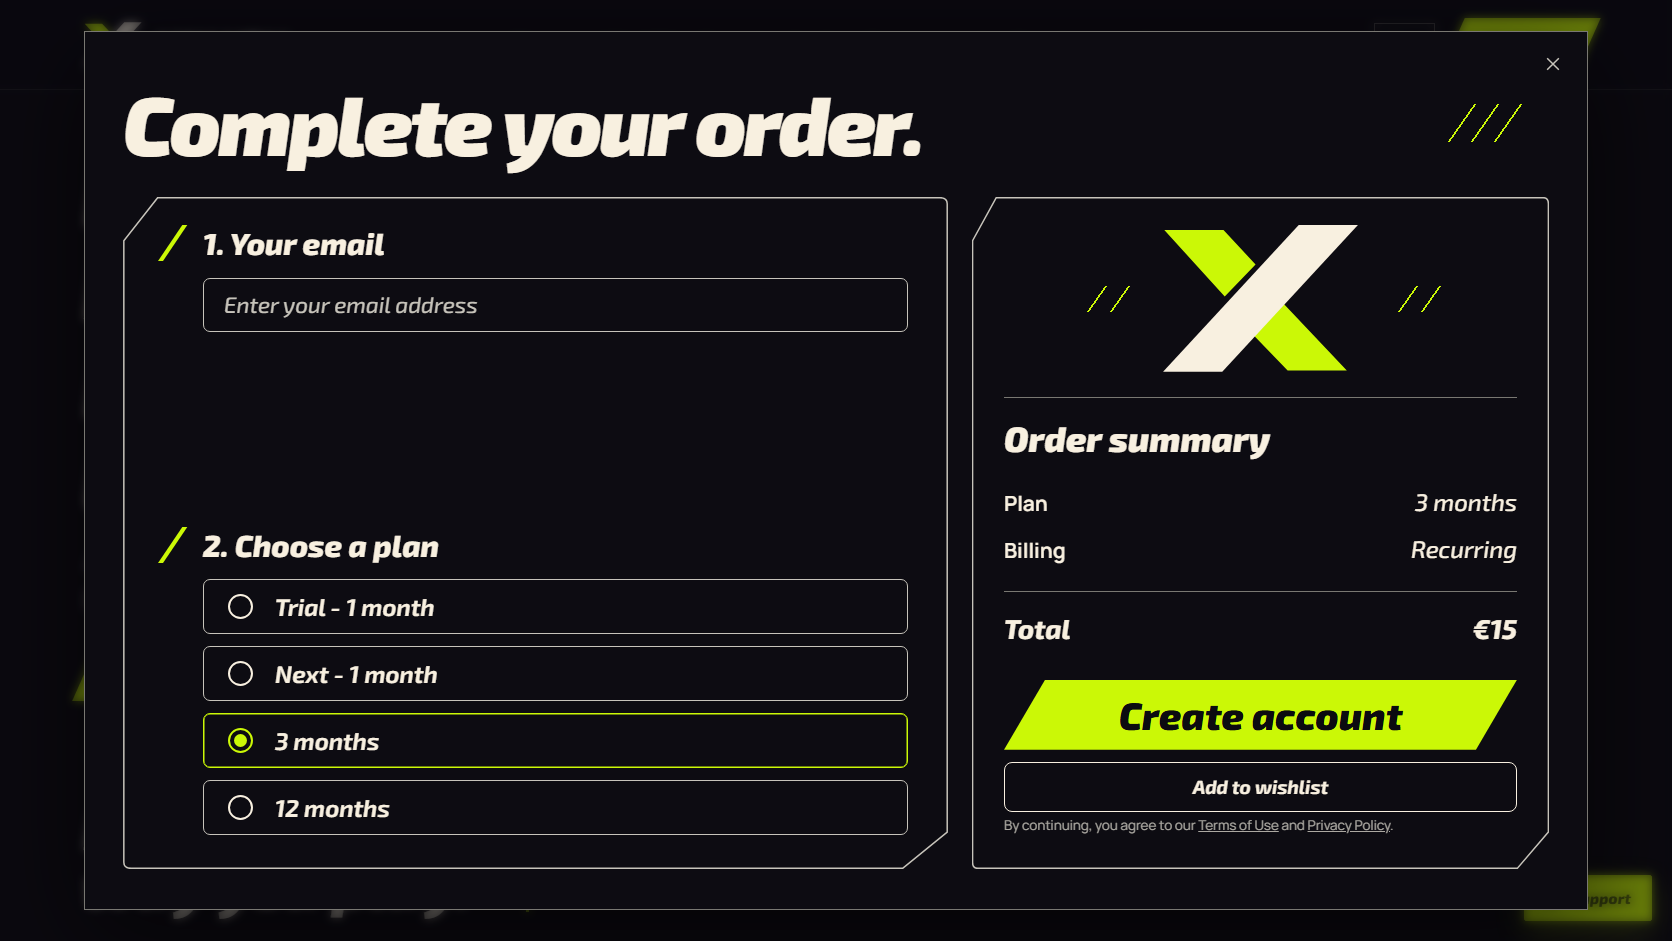 Complete your order.
1. Your email
Enter your email address
2. Choose a plan
Trial - 1 month
Next - 1 month
3 months
12 months
Order summary
Plan 3 months
Billing Recurring
Total €15
Create account
Add to wishlist
By continuing, you agree to our Terms of Use and Privacy Policy.